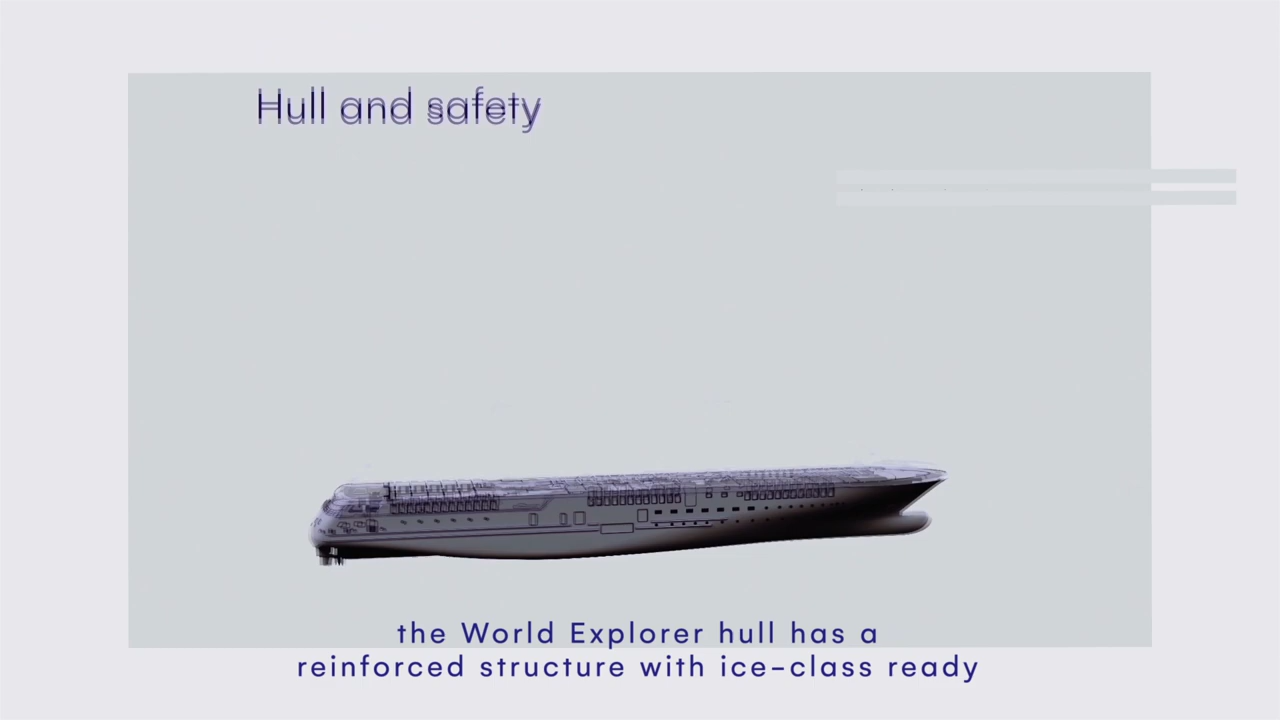 Hull and safety
the World Explorer hull has a
reinforced structure with ice-class ready